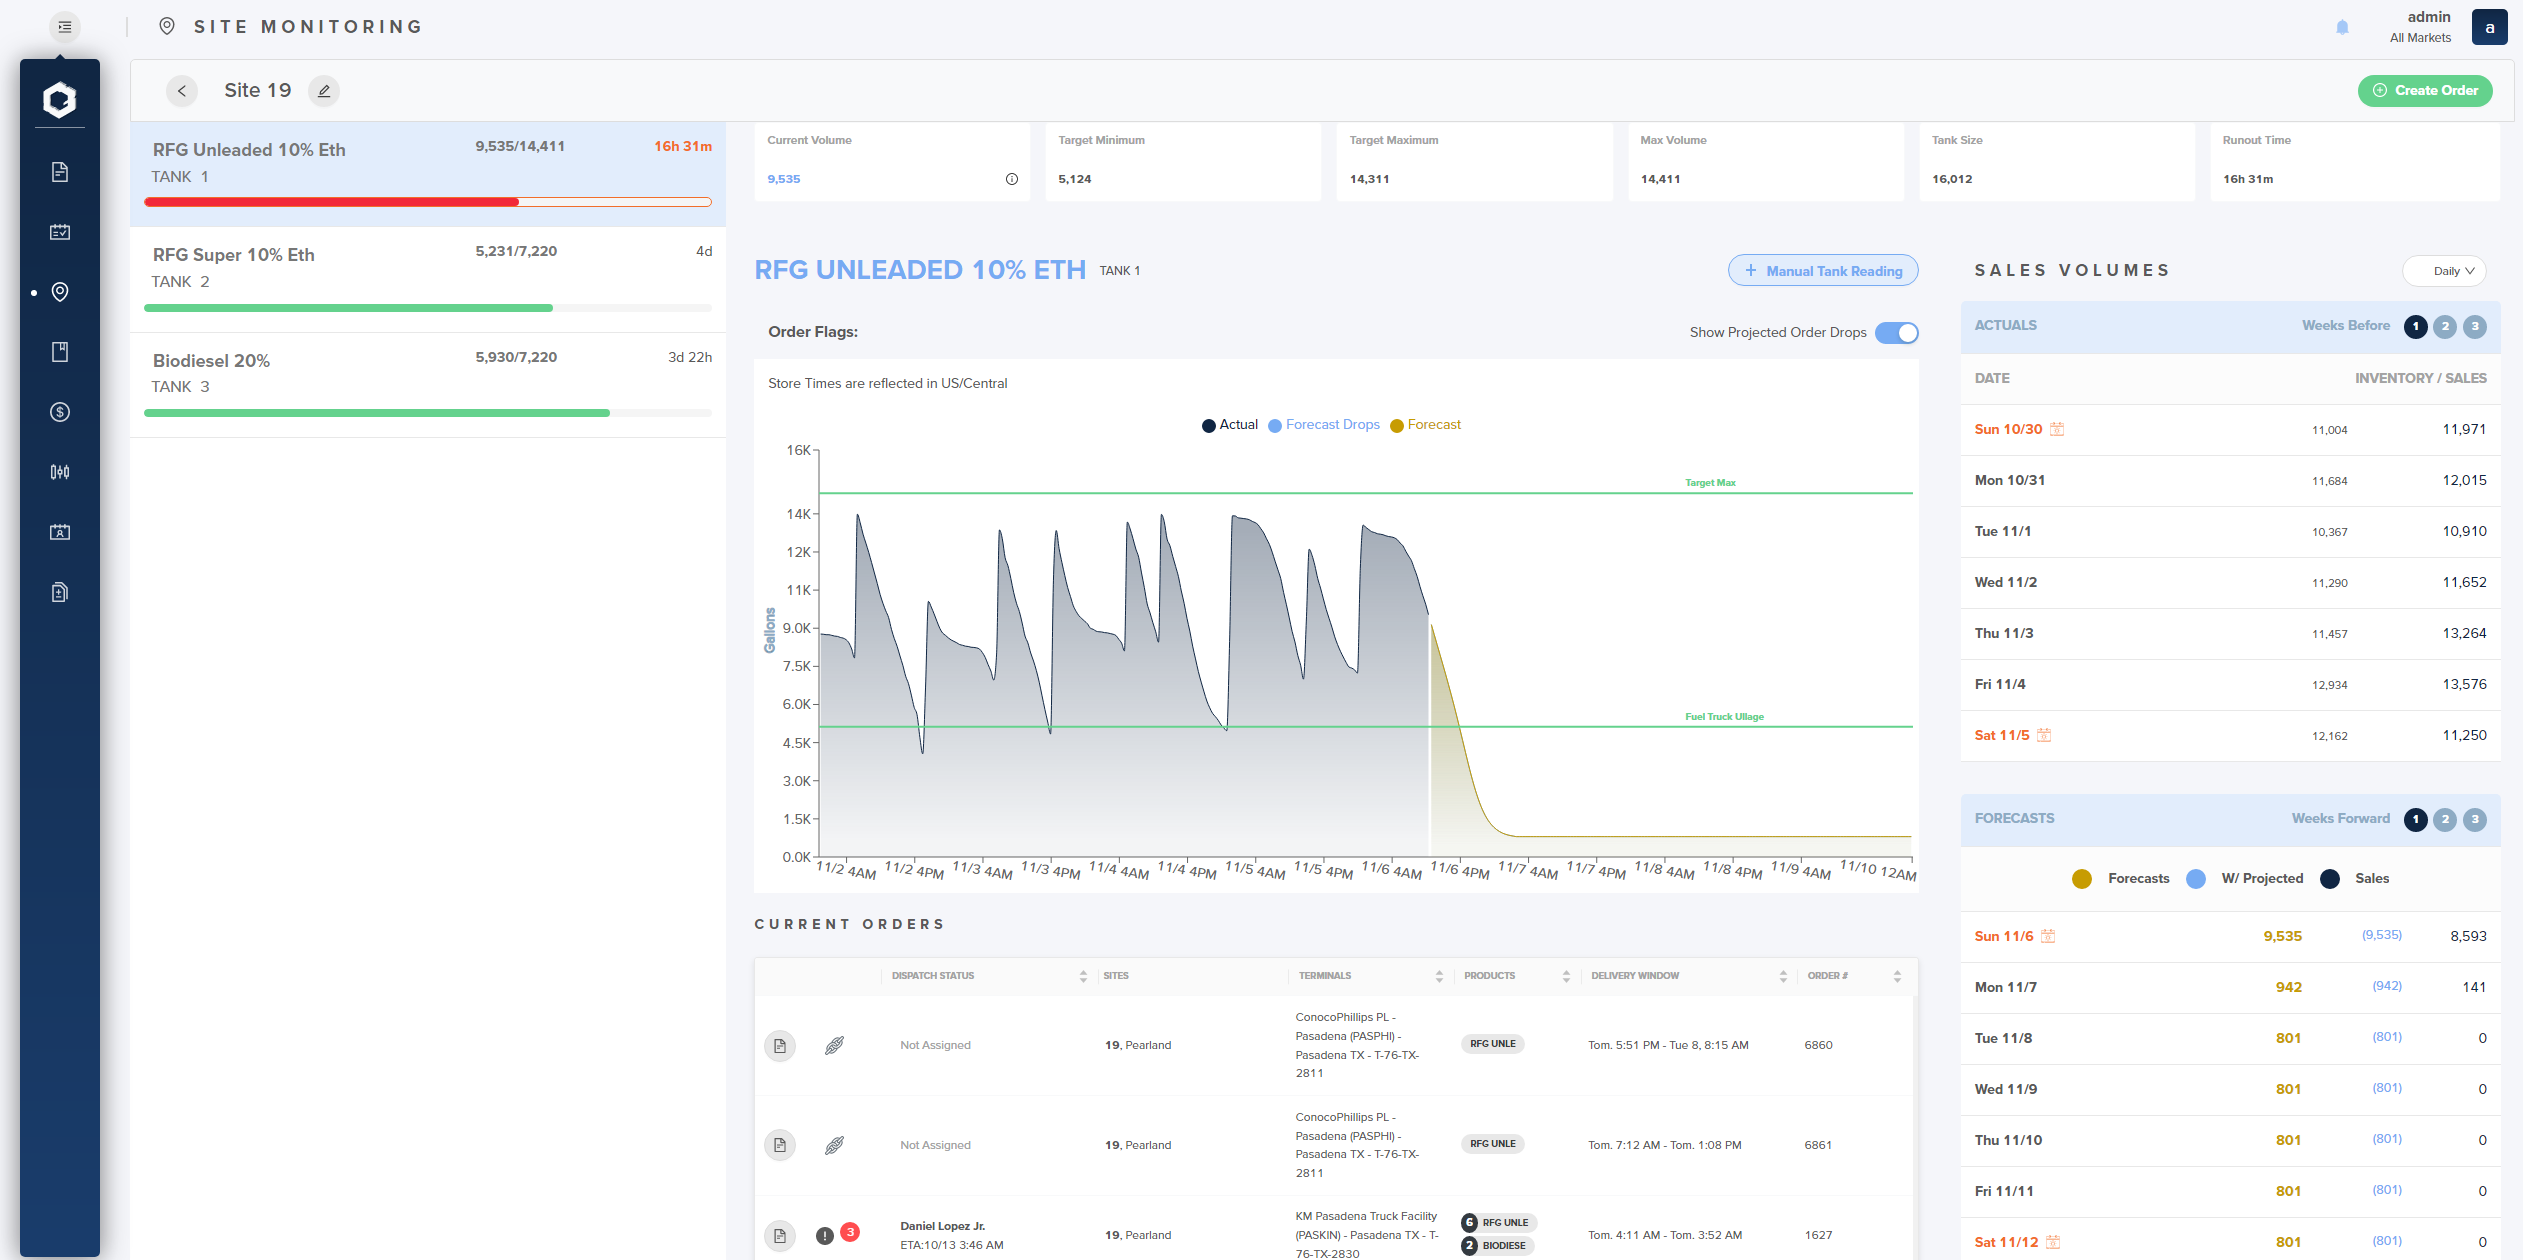 SITE MONITORING
admin
All Markets
a
Site 19
Create Order
RFG Unleaded 10% Eth
9,535/14,411
16h 31m
TANK 1
RFG Super 10% Eth
5,231/7,220
4d
TANK 2
Biodiesel 20%
5,930/7,220
3d 22h
TANK 3
Current Volume
9,535
Target Minimum
5,124
Target Maximum
14,311
Max Volume
14,411
Tank Size
16,012
Runout Time
16h 31m
RFG UNLEADED 10% ETH
TANK 1
+ Manual Tank Reading
Order Flags:
Show Projected Order Drops
Store Times are reflected in US/Central
Actual
Forecast Drops
Forecast
16K
14K
12K
11K
9.0K
7.5K
6.0K
4.5K
3.0K
1.5K
0.0K
Gallons
Target Max
Fuel Truck Ullage
11/2 4AM
11/2 4PM
11/3 4AM
11/3 4PM
11/4 4AM
11/4 4PM
11/5 4AM
11/5 4PM
11/6 4AM
11/6 4PM
11/7 4AM
11/7 4PM
11/8 4AM
11/8 4PM
11/9 4AM
11/10 12AM
CURRENT ORDERS
DISPATCH STATUS SITES TERMINALS PRODUCTS DELIVERY WINDOW ORDER #
Not Assigned
19, Pearland
ConocoPhillips PL -
Pasadena (PASPHI) -
Pasadena TX - T-76-TX-
2811
RFG UNLE
Tom. 5:51 PM - Tue 8, 8:15 AM
6860
Not Assigned
19, Pearland
ConocoPhillips PL -
Pasadena (PASPHI) -
Pasadena TX - T-76-TX-
2811
RFG UNLE
Tom. 7:12 AM - Tom. 1:08 PM
6861
3
Daniel Lopez Jr.
ETA:10/13 3:46 AM
19, Pearland
KM Pasadena Truck Facility
(PASKIN) - Pasadena TX - T-
76-TX-2830
6 RFG UNLE
2 BIODIESE
Tom. 4:11 AM - Tom. 3:52 AM
1627
SALES VOLUMES
Daily
ACTUALS
Weeks Before 1 2 3
DATE INVENTORY / SALES
Sun 10/30 11,004 11,971
Mon 10/31 11,684 12,015
Tue 11/1 10,367 10,910
Wed 11/2 11,290 11,652
Thu 11/3 11,457 13,264
Fri 11/4 12,934 13,576
Sat 11/5 12,162 11,250
FORECASTS
Weeks Forward 1 2 3
Forecasts W/ Projected Sales
Sun 11/6 9,535 (9,535) 8,593
Mon 11/7 942 (942) 141
Tue 11/8 801 (801) 0
Wed 11/9 801 (801) 0
Thu 11/10 801 (801) 0
Fri 11/11 801 (801) 0
Sat 11/12 801 (801) 0